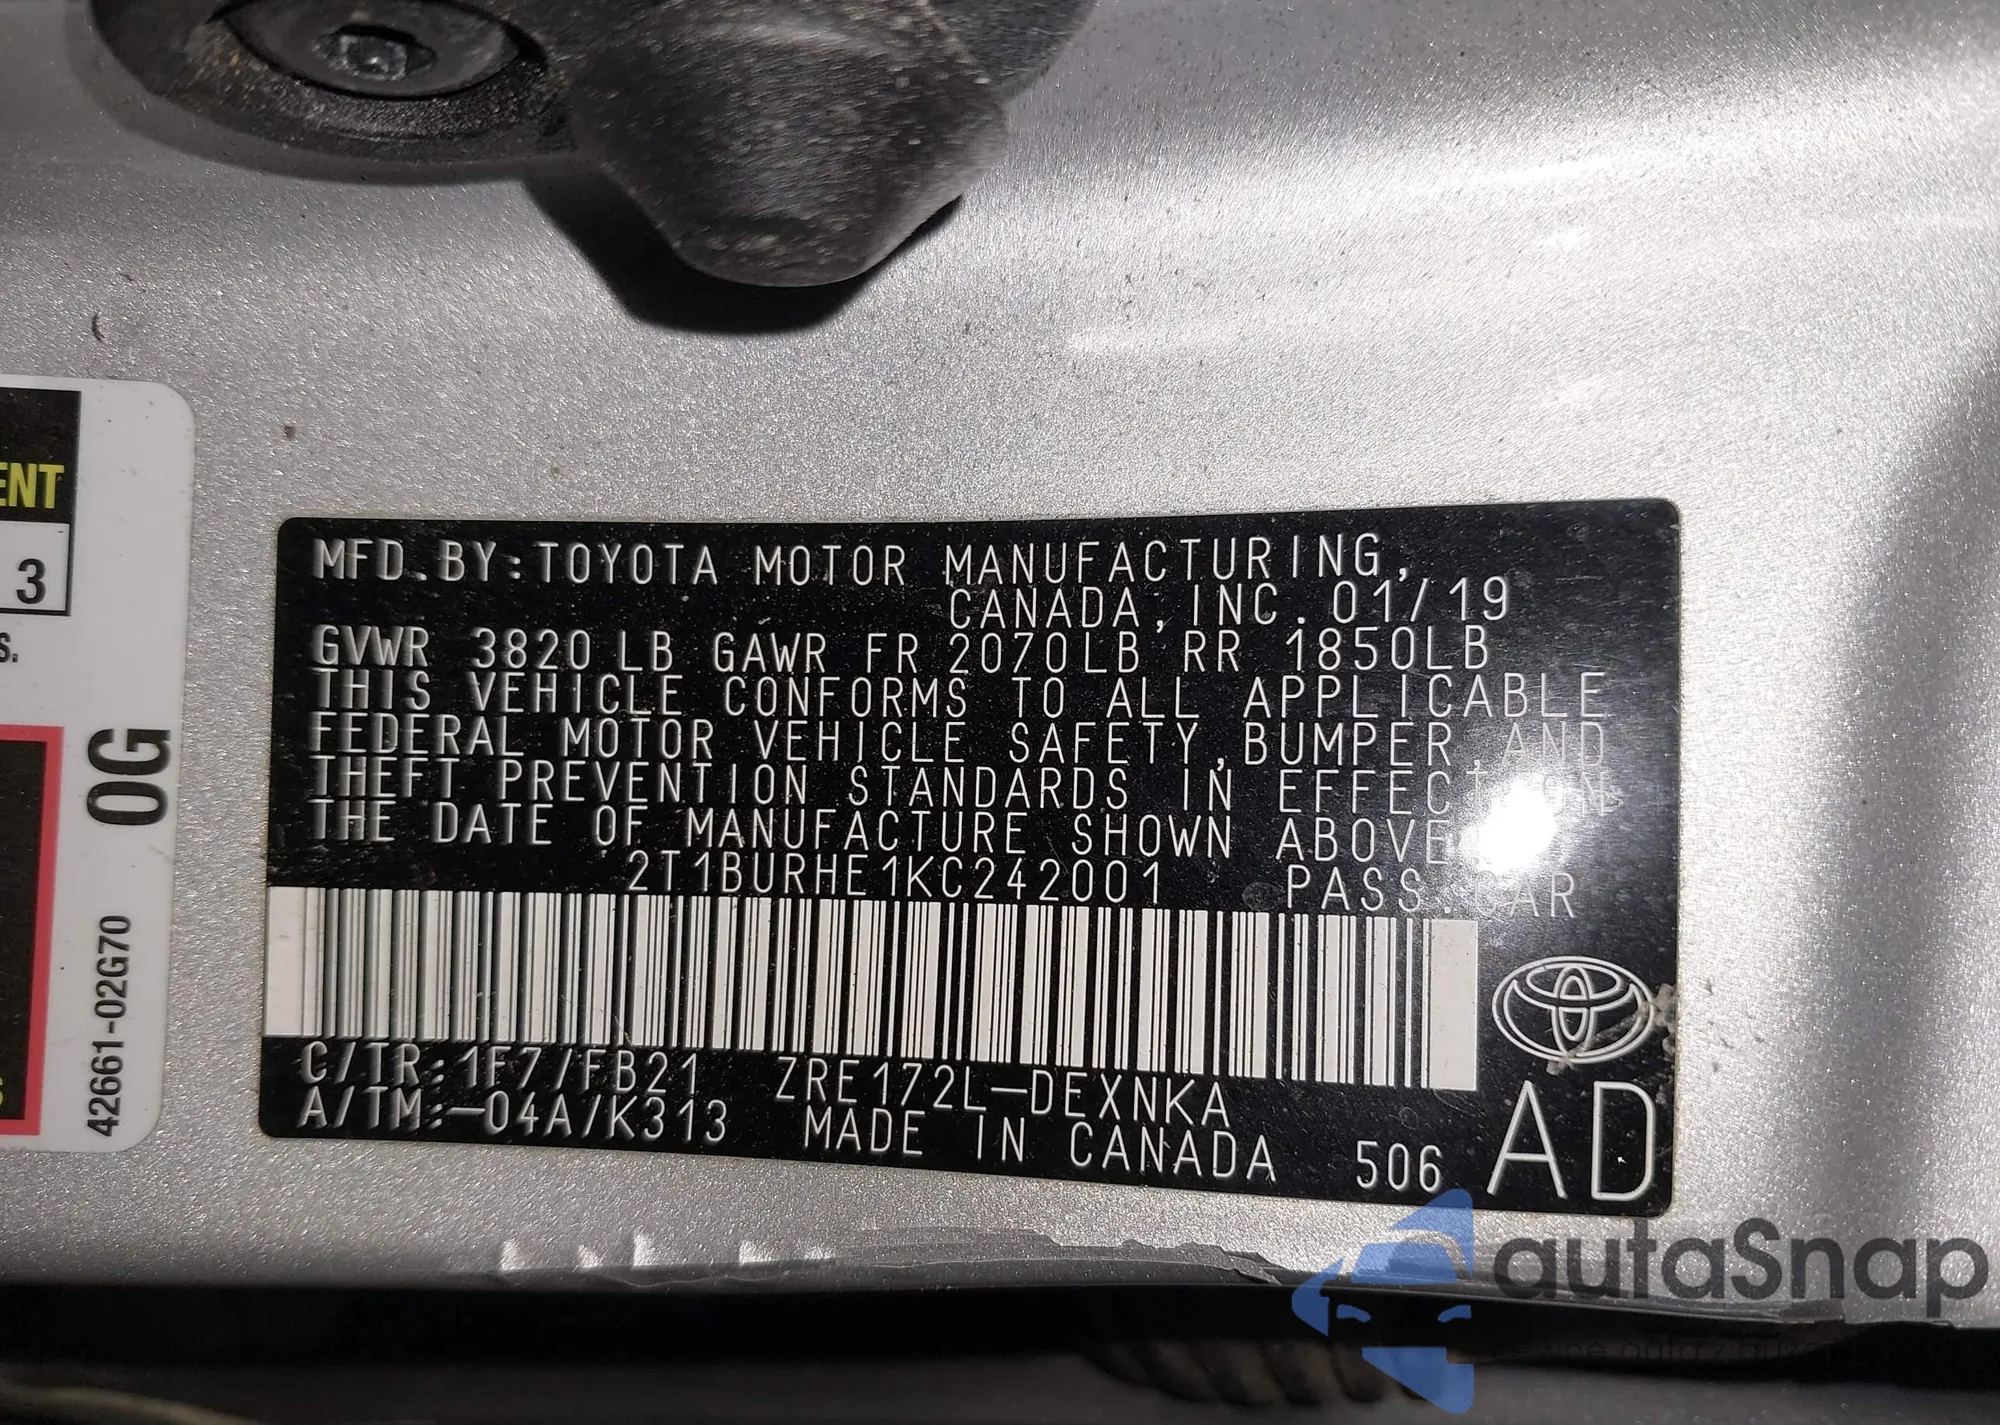 MFD.BY:TOYOTA MOTOR MANUFACTURING,
CANADA,INC. 01/19
GVWR 3820LB GAWR FR 2070LB RR 1850LB
THIS VEHICLE CONFORMS TO ALL APPLICABLE
FEDERAL MOTOR VEHICLE SAFETY,BUMPER,AND
THEFT PREVENTION STANDARDS IN EFFECT ON
THE DATE OF MANUFACTURE SHOWN ABOVE.
2T1BURHE1KC242001 PASS.CAR
C/TR:1F7/FB21 ZRE172L-DEXNKA
A/TM:-04A/K313 MADE IN CANADA 506
AD
ENT
3
S.
0G
42661-02G70
autaSnap